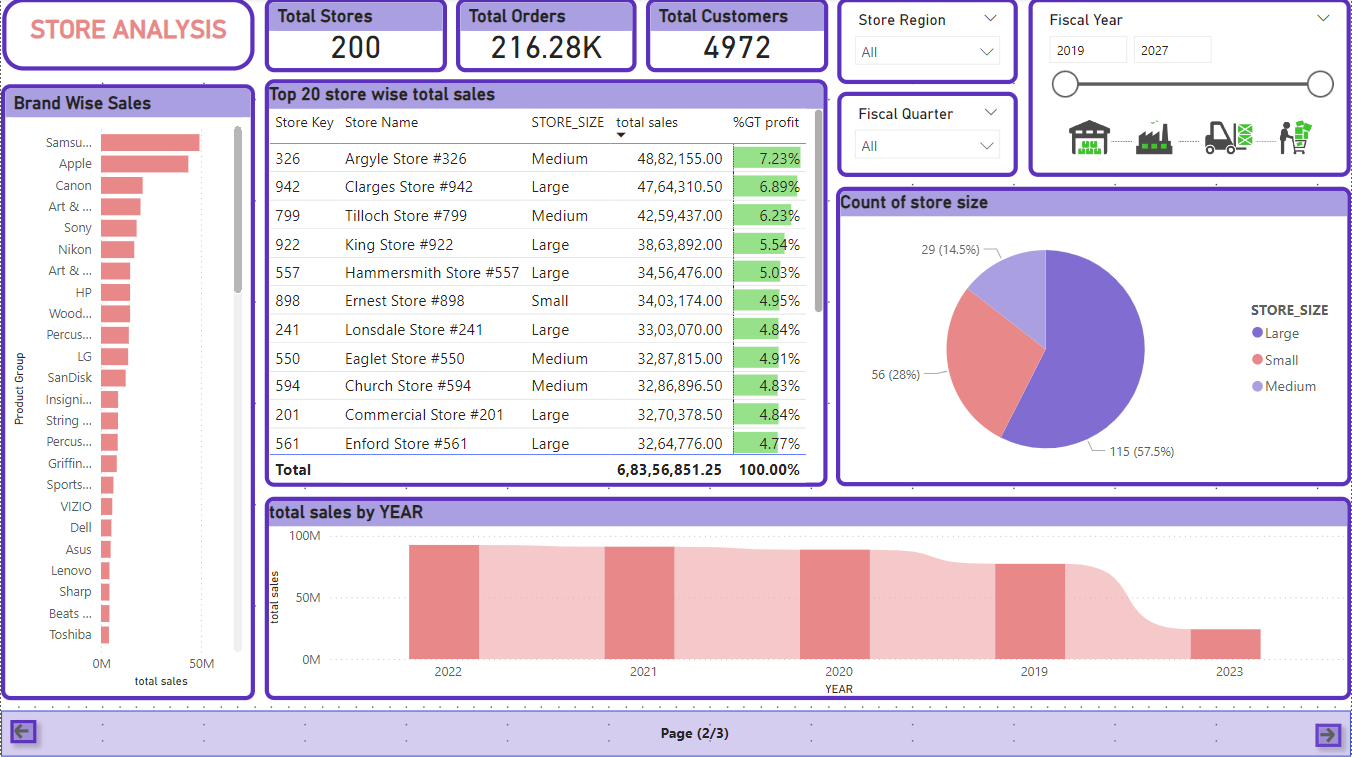 STORE ANALYSIS
Total Stores
200
Total Orders
216.28K
Total Customers
4972
Store Region
All
Fiscal Quarter
All
Fiscal Year
2019 2027
Brand Wise Sales
Product Group
Samsu...
Apple
Canon
Art & ...
Sony
Nikon
Art & ...
HP
Wood...
Percus...
LG
SanDisk
Insigni...
String ...
Percus...
Griffin...
Sports...
VIZIO
Dell
Asus
Lenovo
Sharp
Beats ...
Toshiba
0M 50M
total sales
Top 20 store wise total sales
Store Key Store Name STORE_SIZE total sales %GT profit
326 Argyle Store #326 Medium 48,82,155.00 7.23%
942 Clarges Store #942 Large 47,64,310.50 6.89%
799 Tilloch Store #799 Medium 42,59,437.00 6.23%
922 King Store #922 Large 38,63,892.00 5.54%
557 Hammersmith Store #557 Large 34,56,476.00 5.03%
898 Ernest Store #898 Small 34,03,174.00 4.95%
241 Lonsdale Store #241 Large 33,03,070.00 4.84%
550 Eaglet Store #550 Medium 32,87,815.00 4.91%
594 Church Store #594 Medium 32,86,896.50 4.83%
201 Commercial Store #201 Large 32,70,378.50 4.84%
561 Enford Store #561 Large 32,64,776.00 4.77%
Total 6,83,56,851.25 100.00%
Count of store size
29 (14.5%)
56 (28%)
115 (57.5%)
STORE_SIZE
Large
Small
Medium
total sales by YEAR
total sales
100M
50M
0M
2022 2021 2020 2019 2023
YEAR
Page (2/3)